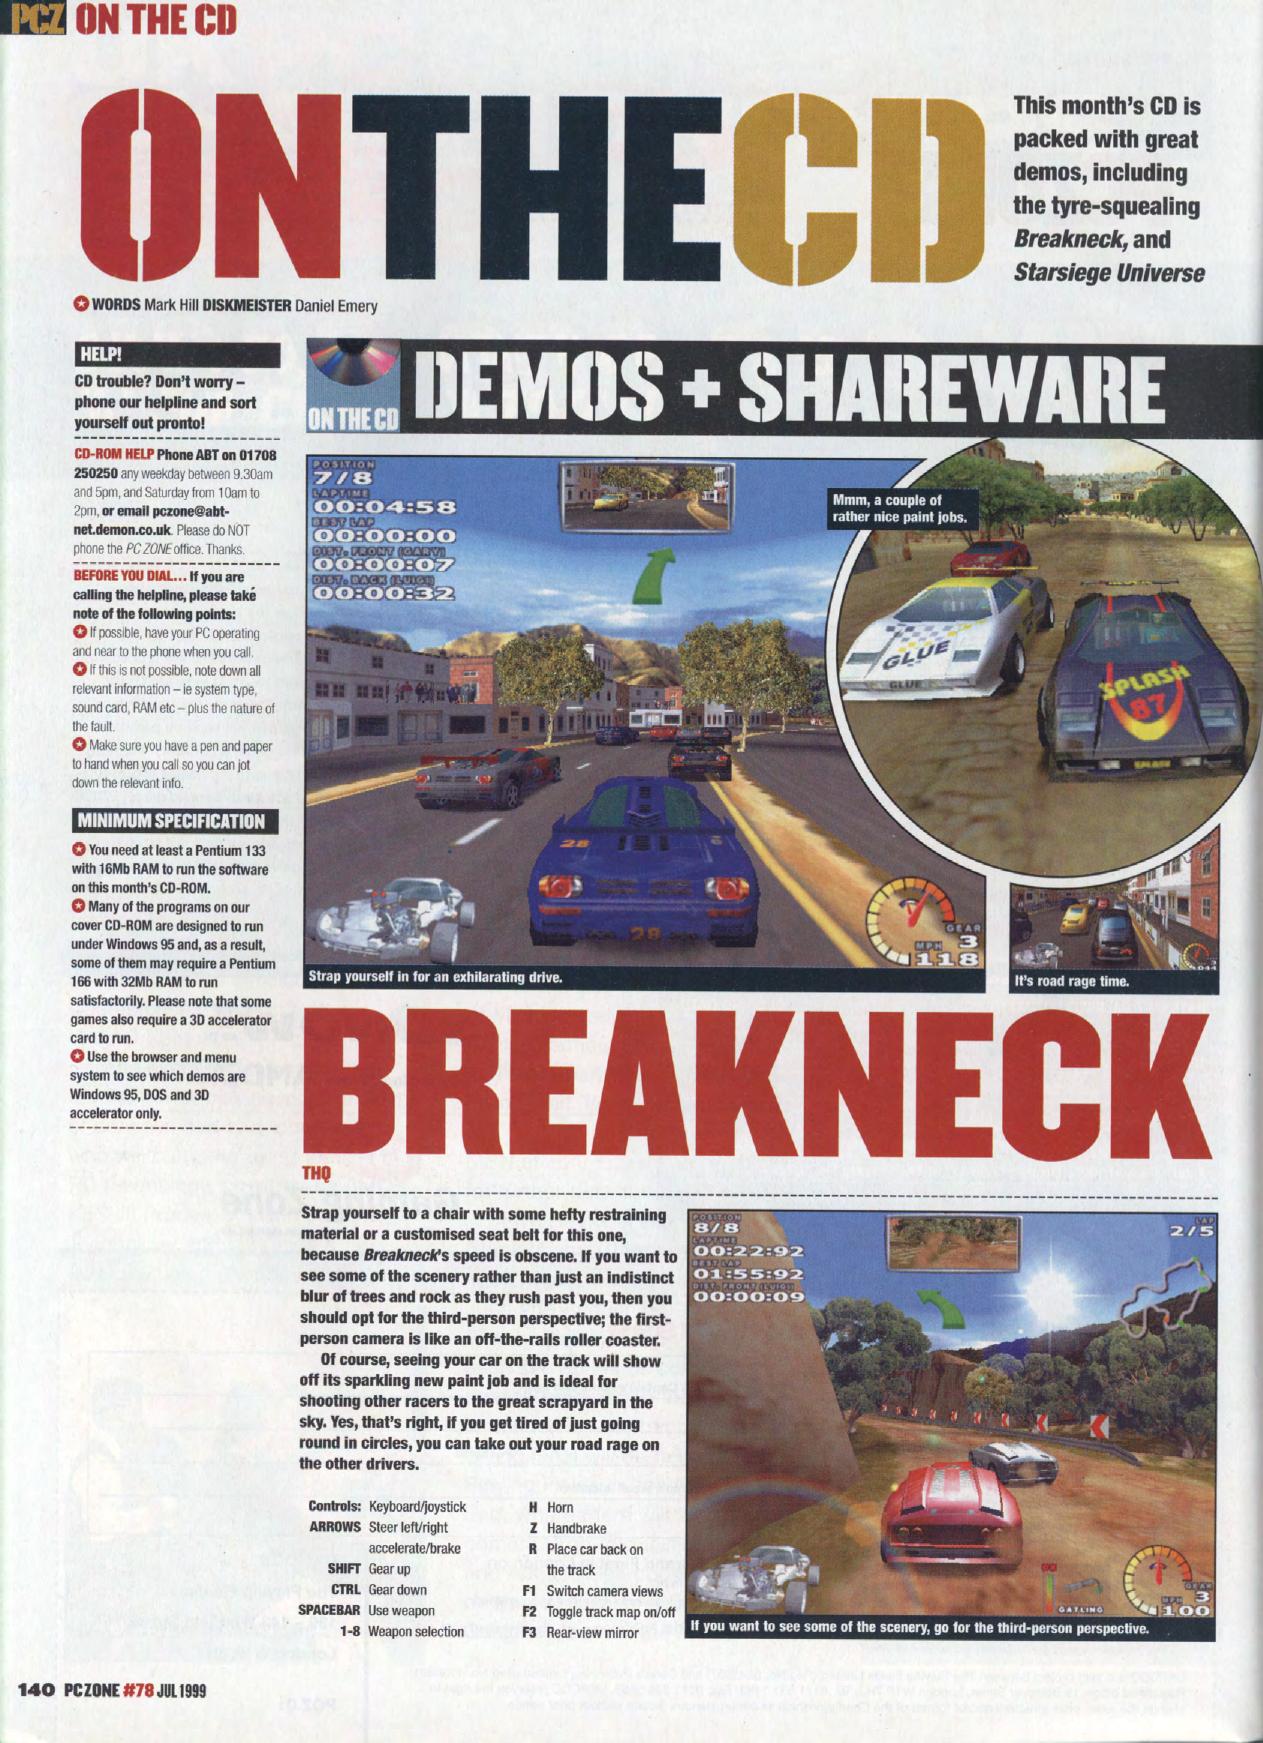 PCZ ON THE CD
ON THE CD
This month's CD is
packed with great
demos, including
the tyre-squealing
Breakneck, and
Starsiege Universe
WORDS Mark Hill DISKMEISTER Daniel Emery
HELP!
CD trouble? Don't worry –
phone our helpline and sort
yourself out pronto!
CD-ROM HELP Phone ABT on 01708
250250 any weekday between 9.30am
and 5pm, and Saturday from 10am to
2pm, or email pczone@abt-
net.demon.co.uk. Please do NOT
phone the PC ZONE office. Thanks.
BEFORE YOU DIAL... If you are
calling the helpline, please take
note of the following points:
If possible, have your PC operating
and near to the phone when you call.
If this is not possible, note down all
relevant information – ie system type,
sound card, RAM etc – plus the nature of
the fault.
Make sure you have a pen and paper
to hand when you call so you can jot
down the relevant info.
MINIMUM SPECIFICATION
You need at least a Pentium 133
with 16Mb RAM to run the software
on this month's CD-ROM.
Many of the programs on our
cover CD-ROM are designed to run
under Windows 95 and, as a result,
some of them may require a Pentium
166 with 32Mb RAM to run
satisfactorily. Please note that some
games also require a 3D accelerator
card to run.
Use the browser and menu
system to see which demos are
Windows 95, DOS and 3D
accelerator only.
ON THE CD
DEMOS + SHAREWARE
POSITION
7/8
LAPTIME
00:04:58
BEST LAP
00:00:00
DIST. FRONT (GARY)
00:00:07
DIST. BACK (LUIGI)
00:00:32
28
28
GEAR
3
MPH
118
Mmm, a couple of
rather nice paint jobs.
GLUE
GLUE
SPLASH
87
SPLASH
Strap yourself in for an exhilarating drive.
It's road rage time.
BREAKNECK
THQ
Strap yourself to a chair with some hefty restraining
material or a customised seat belt for this one,
because Breakneck's speed is obscene. If you want to
see some of the scenery rather than just an indistinct
blur of trees and rock as they rush past you, then you
should opt for the third-person perspective; the first-
person camera is like an off-the-rails roller coaster.
Of course, seeing your car on the track will show
off its sparkling new paint job and is ideal for
shooting other racers to the great scrapyard in the
sky. Yes, that's right, if you get tired of just going
round in circles, you can take out your road rage on
the other drivers.
Controls: Keyboard/joystick
ARROWS Steer left/right
accelerate/brake
SHIFT Gear up
CTRL Gear down
SPACEBAR Use weapon
1-8 Weapon selection
H Horn
Z Handbrake
R Place car back on
the track
F1 Switch camera views
F2 Toggle track map on/off
F3 Rear-view mirror
POSITION
8/8
LAPTIME
00:22:92
BEST LAP
01:55:92
DIST. FRONT (LUIGI)
00:00:09
LAP
2/5
GATLING
GEAR
3
MPH
100
If you want to see some of the scenery, go for the third-person perspective.
140 PCZONE #78 JUL 1999